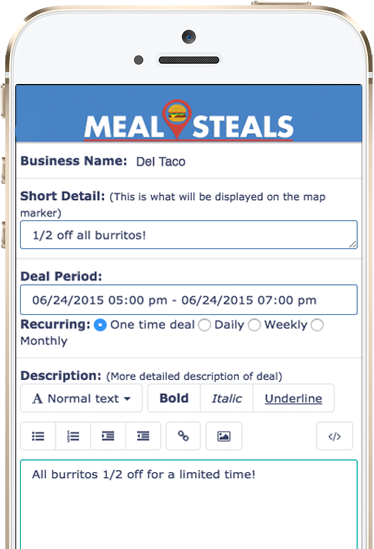 MEAL STEALS
Business Name: Del Taco
Short Detail: (This is what will be displayed on the map
marker)
1/2 off all burritos!
Deal Period:
06/24/2015 05:00 pm - 06/24/2015 07:00 pm
Recurring: One time deal Daily Weekly
Monthly
Description: (More detailed description of deal)
A Normal text Bold Italic Underline
</>
All burritos 1/2 off for a limited time!